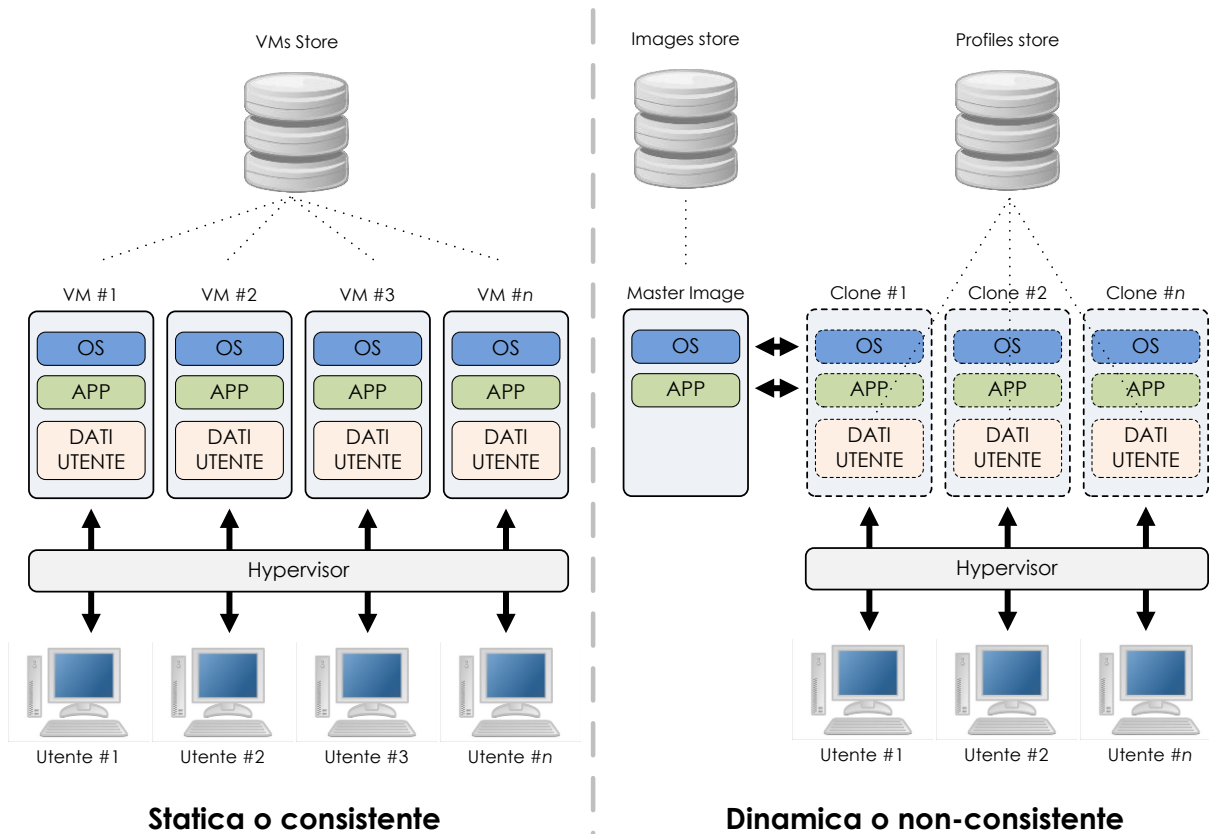 VMs Store
VM #1
VM #2
VM #3
VM #n
OS
OS
OS
OS
APP
APP
APP
APP
DATI
UTENTE
DATI
UTENTE
DATI
UTENTE
DATI
UTENTE
Hypervisor
Utente #1
Utente #2
Utente #3
Utente #n
Statica o consistente
Images store
Profiles store
Master Image
Clone #1
Clone #2
Clone #n
OS
OS
OS
OS
APP
APP
APP
APP
DATI
UTENTE
DATI
UTENTE
DATI
UTENTE
Hypervisor
Utente #1
Utente #2
Utente #n
Dinamica o non-consistente